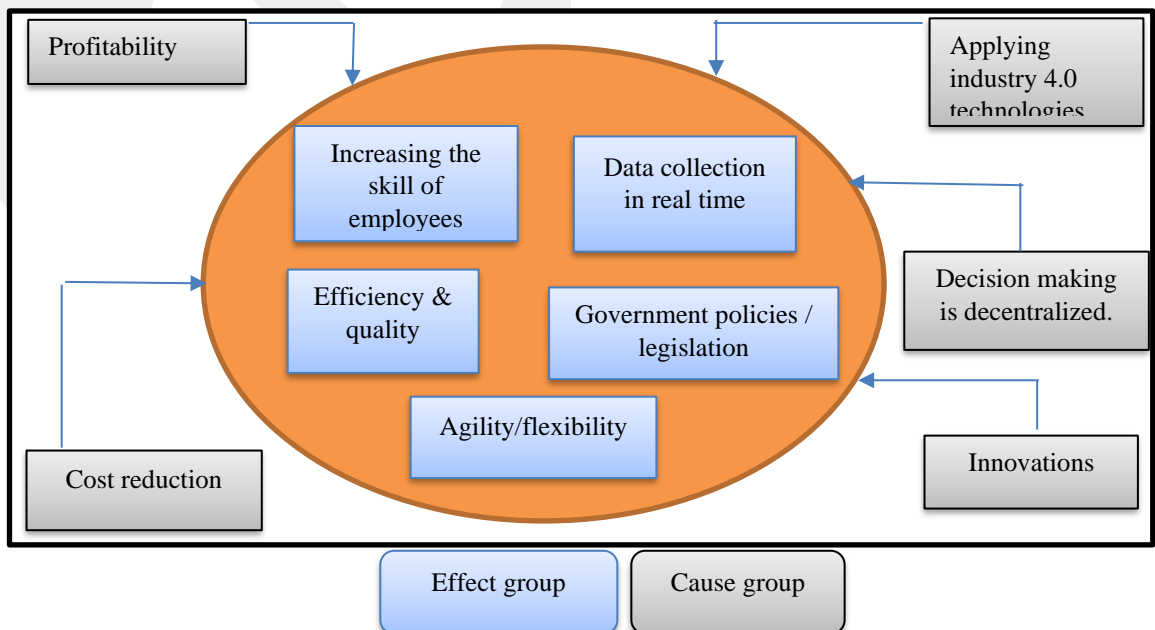 Profitability
Applying
industry 4.0
technologies
Increasing the
skill of
employees
Data collection
in real time
Efficiency &
quality
Government policies /
legislation
Decision making
is decentralized.
Agility/flexibility
Cost reduction
Innovations
Effect group
Cause group